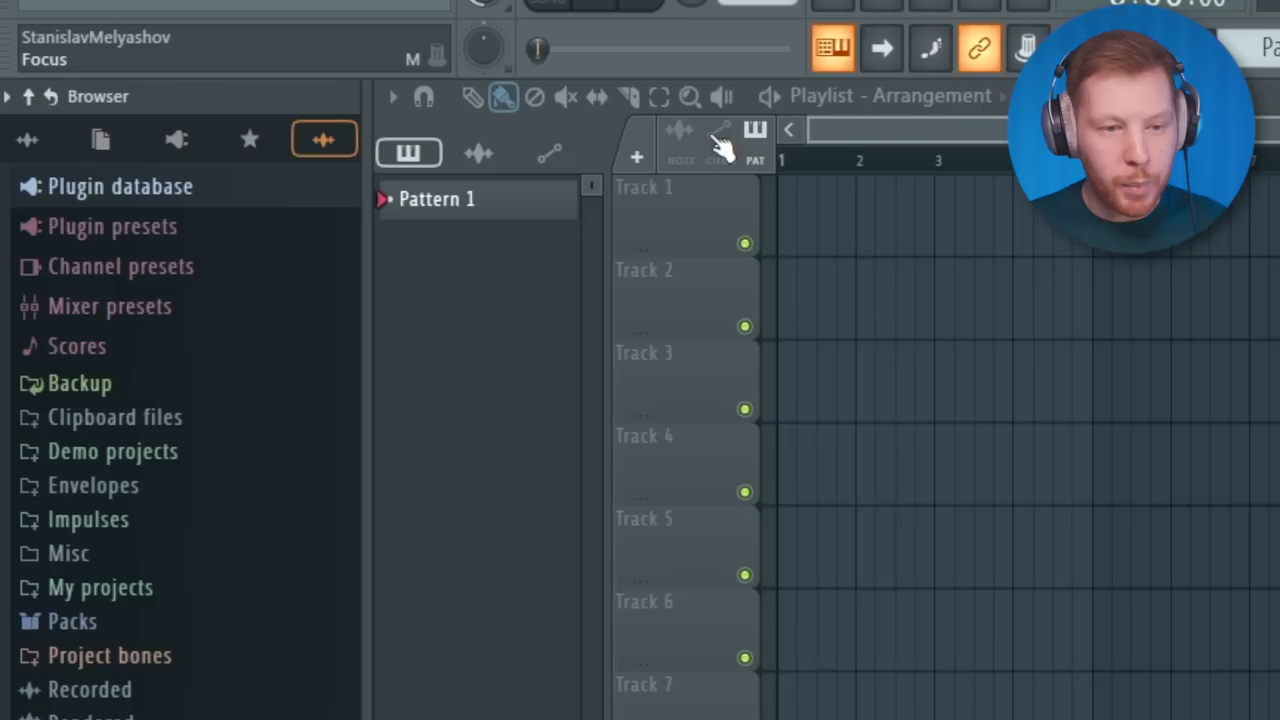 StanislavMelyashov
Focus
M
Pa
Browser
Playlist - Arrangement
NOTE
PAT
1
2
3
Plugin database
Plugin presets
Channel presets
Mixer presets
Scores
Backup
Clipboard files
Demo projects
Envelopes
Impulses
Misc
My projects
Packs
Project bones
Recorded
Pattern 1
Track 1
...
Track 2
...
Track 3
...
Track 4
...
Track 5
...
Track 6
...
Track 7